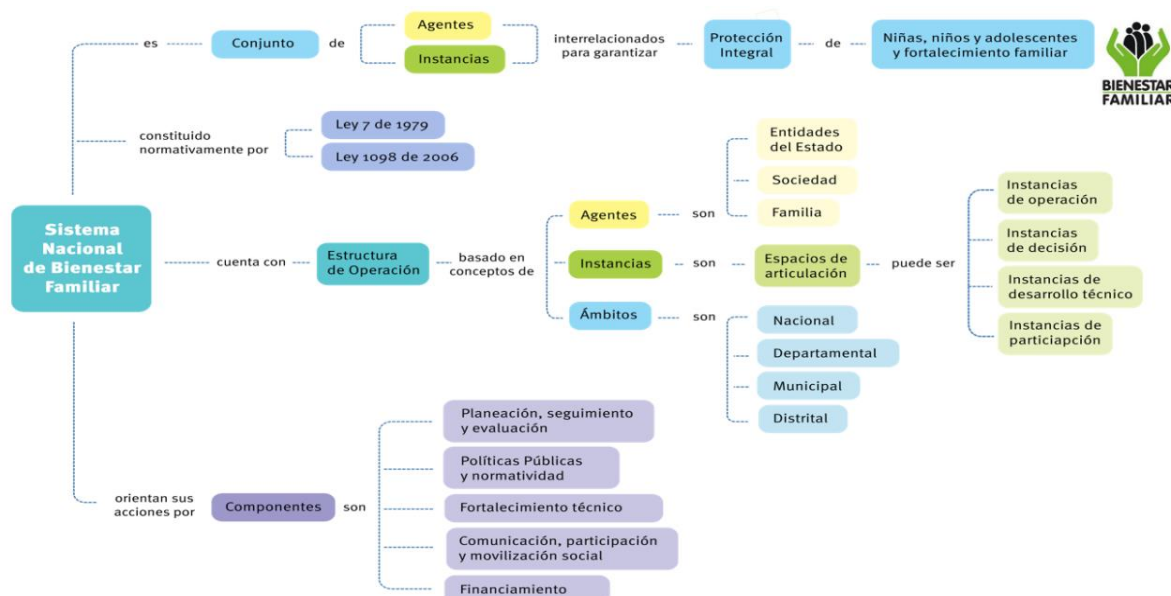 es
Conjunto
de
Agentes
Instancias
interrelacionados
para garantizar
Protección
Integral
de
Niñas, niños y adolescentes
y fortalecimiento familiar
BIENESTAR
FAMILIAR
constituido
normativamente por
Ley 7 de 1979
Ley 1098 de 2006
Sistema
Nacional
de Bienestar
Familiar
cuenta con
Estructura
de Operación
basado en
conceptos de
Agentes
son
Entidades
del Estado
Sociedad
Familia
Instancias
son
Espacios de
articulación
puede ser
Instancias
de operación
Instancias
de decisión
Instancias de
desarrollo técnico
Instancias de
particiapción
Ámbitos
son
Nacional
Departamental
Municipal
Distrital
orientan sus
acciones por
Componentes
son
Planeación, seguimiento
y evaluación
Políticas Públicas
y normatividad
Fortalecimiento técnico
Comunicación, participación
y movilización social
Financiamiento